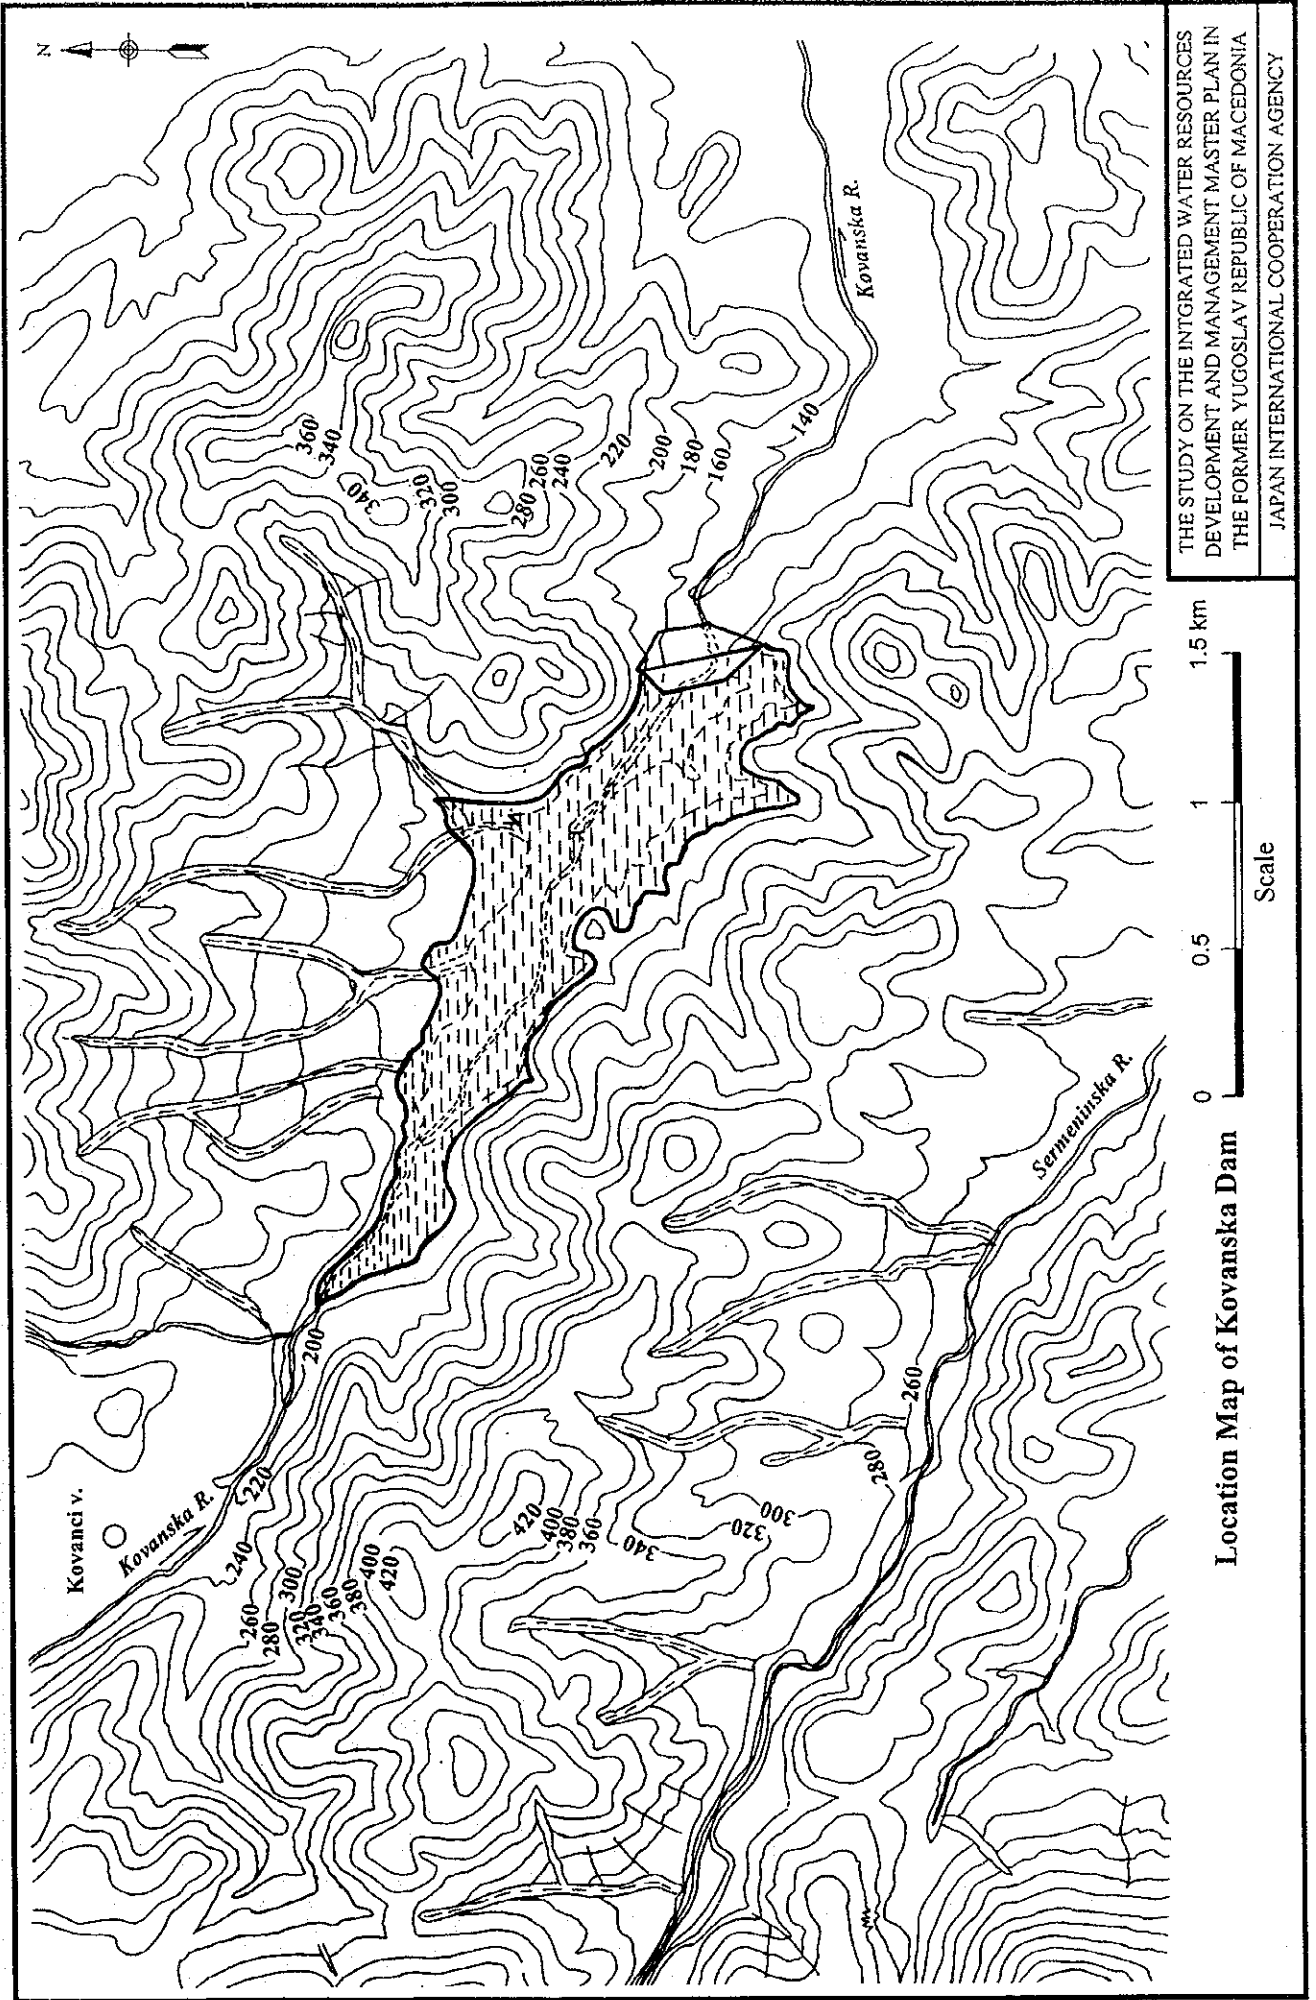 N
Kovanci v.
Kovanska R.
220
240
260
280
300
320
340
360
380
400
420
200
360
340
340
320
300
280
260
240
220
200
180
160
140
420
400
380
360
340
320
300
280
260
Kovanska R.
Sermeninska R.
Location Map of Kovanska Dam
0 0.5 1 1.5 km
Scale
THE STUDY ON THE INTGRATED WATER RESOURCES
DEVELOPMENT AND MANAGEMENT MASTER PLAN IN
THE FORMER YUGOSLAV REPUBLIC OF MACEDONIA
JAPAN INTERNATIONAL COOPERATION AGENCY